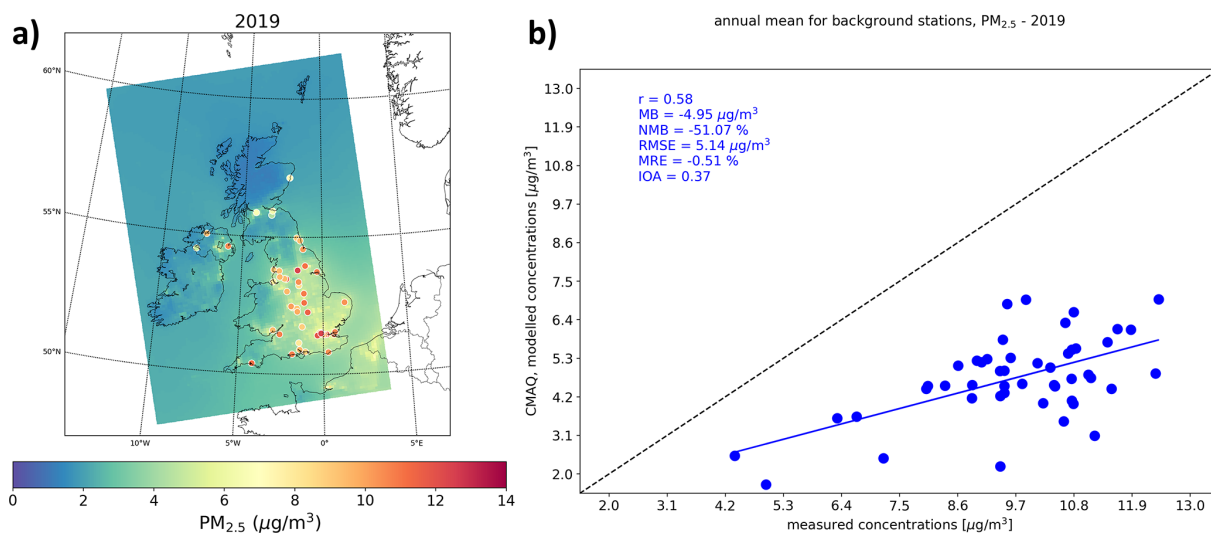 a)
2019
60°N
55°N
50°N
10°W
5°W
0°
5°E
0
2
4
6
8
10
12
14
PM2.5 (μg/m³)
b)
annual mean for background stations, PM2.5 - 2019
r = 0.58
MB = -4.95 μg/m³
NMB = -51.07 %
RMSE = 5.14 μg/m³
MRE = -0.51 %
IOA = 0.37
CMAQ, modelled concentrations [μg/m³]
13.0
11.9
10.8
9.7
8.6
7.5
6.4
5.3
4.2
3.1
2.0
2.0
3.1
4.2
5.3
6.4
7.5
8.6
9.7
10.8
11.9
13.0
measured concentrations [μg/m³]